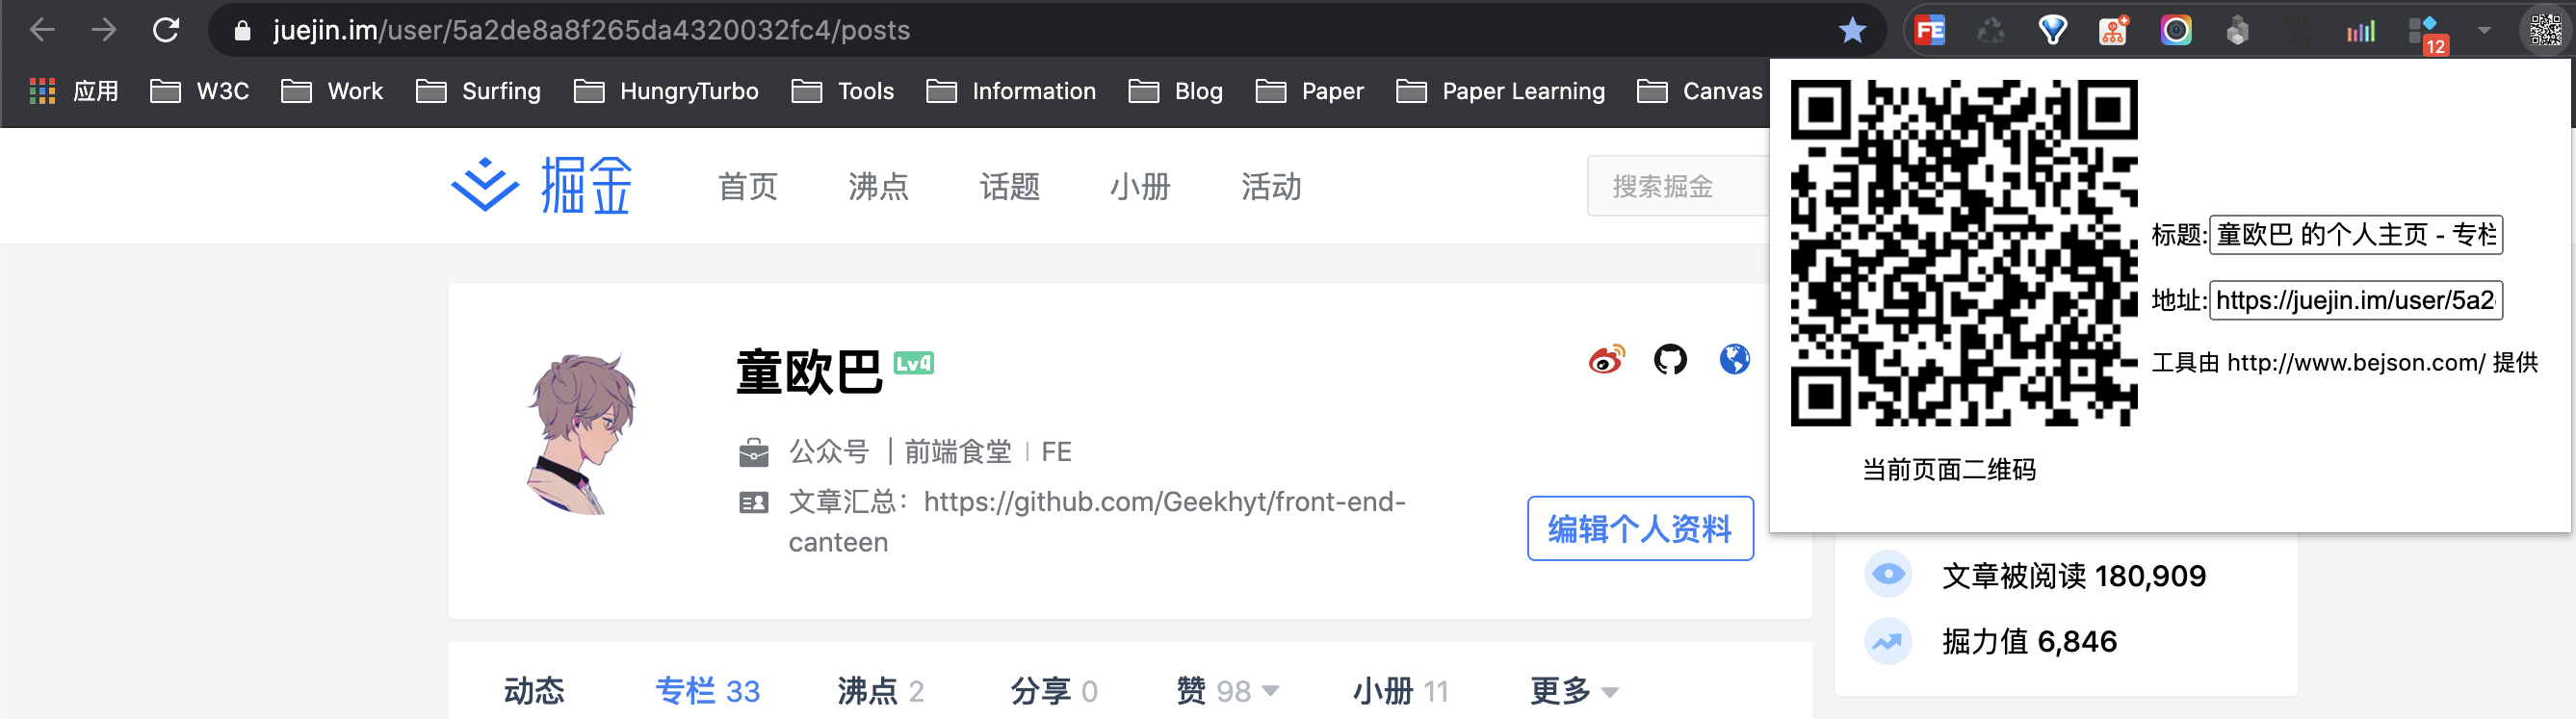 juejin.im/user/5a2de8a8f265da4320032fc4/posts
FE
12
应用 W3C Work Surfing HungryTurbo Tools Information Blog Paper Paper Learning Canvas
掘金 首页 沸点 话题 小册 活动 搜索掘金
标题: 童欧巴 的个人主页 - 专栏
地址: https://juejin.im/user/5a2
工具由 http://www.bejson.com/ 提供
当前页面二维码
童欧巴 Lv4
公众号 | 前端食堂 | FE
文章汇总：https://github.com/Geekhyt/front-end-
canteen
编辑个人资料
文章被阅读 180,909
掘力值 6,846
动态 专栏 33 沸点 2 分享 0 赞 98 小册 11 更多